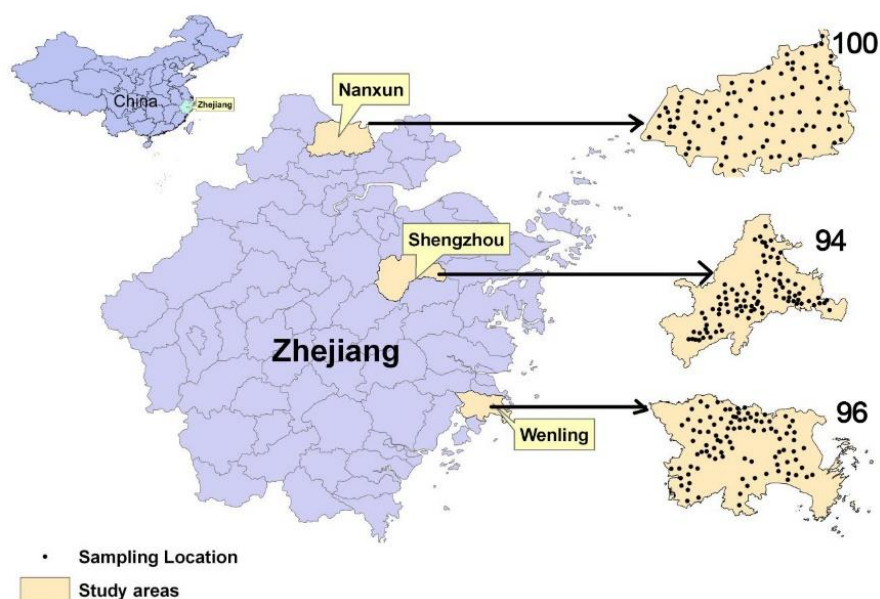 China
Zhejiang
Nanxun
100
Shengzhou
94
Zhejiang
Wenling
96
Sampling Location
Study areas